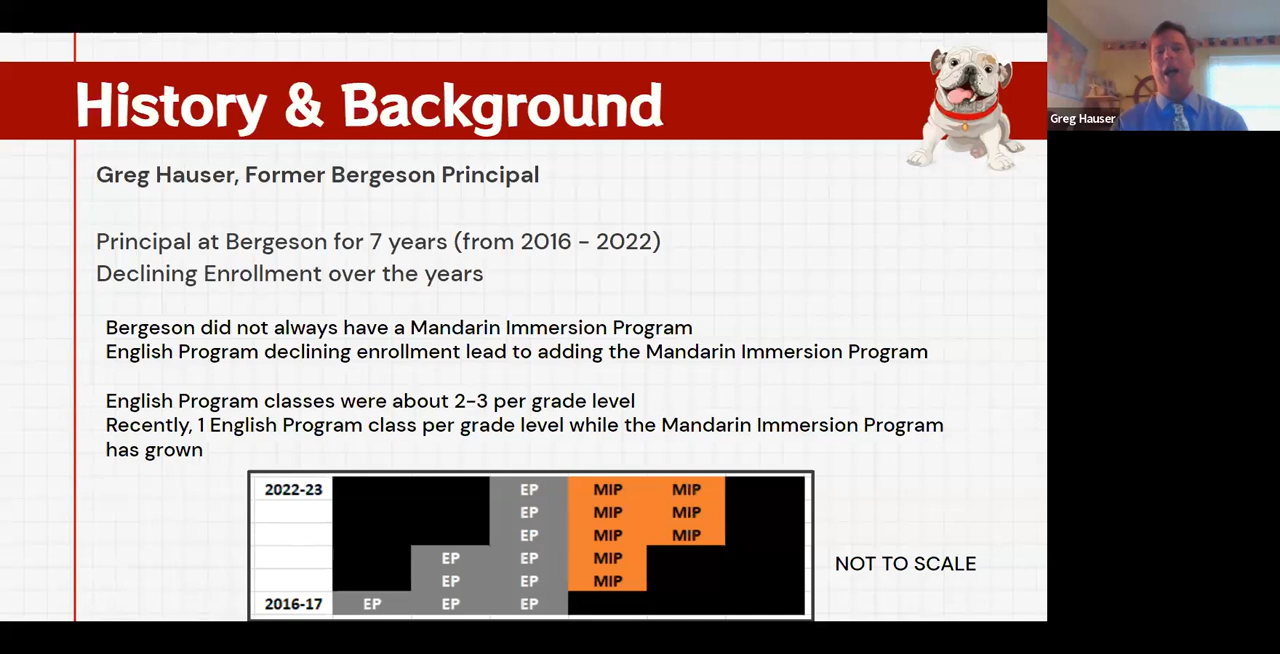 History & Background
Greg Hauser
Greg Hauser, Former Bergeson Principal
Principal at Bergeson for 7 years (from 2016 - 2022)
Declining Enrollment over the years
Bergeson did not always have a Mandarin Immersion Program
English Program declining enrollment lead to adding the Mandarin Immersion Program
English Program classes were about 2-3 per grade level
Recently, 1 English Program class per grade level while the Mandarin Immersion Program
has grown
2022-23 EP MIP MIP
EP MIP MIP
EP MIP MIP
EP EP MIP
EP EP MIP
2016-17 EP EP EP
NOT TO SCALE